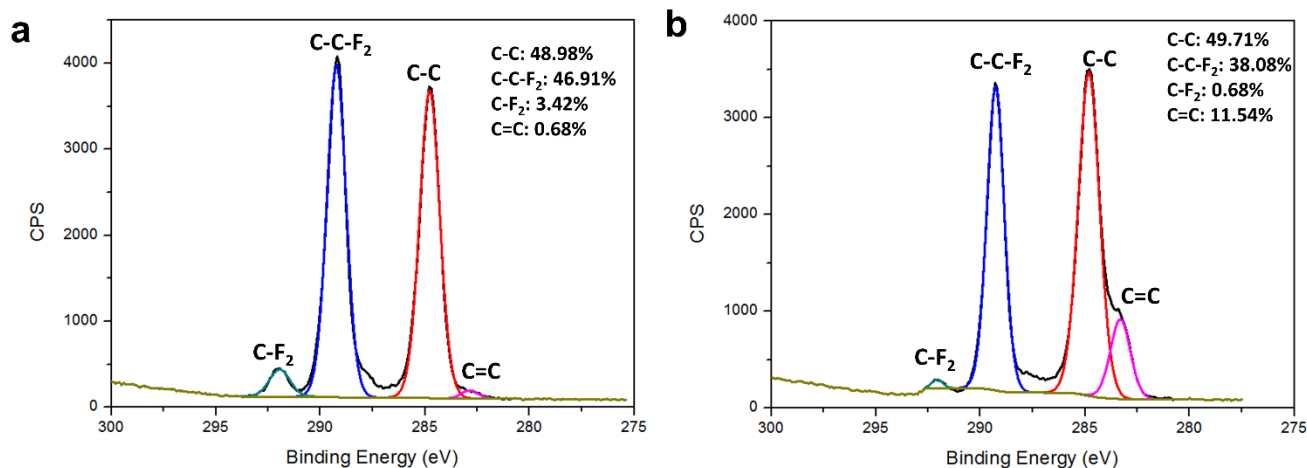 a
C-C-F₂
C-C
C-F₂
C=C
C-C: 48.98%
C-C-F₂: 46.91%
C-F₂: 3.42%
C=C: 0.68%
4000
3000
2000
1000
0
CPS
300
295
290
285
280
275
Binding Energy (eV)
b
C-C-F₂
C-C
C=C
C-F₂
C-C: 49.71%
C-C-F₂: 38.08%
C-F₂: 0.68%
C=C: 11.54%
4000
3000
2000
1000
0
CPS
300
295
290
285
280
275
Binding Energy (eV)